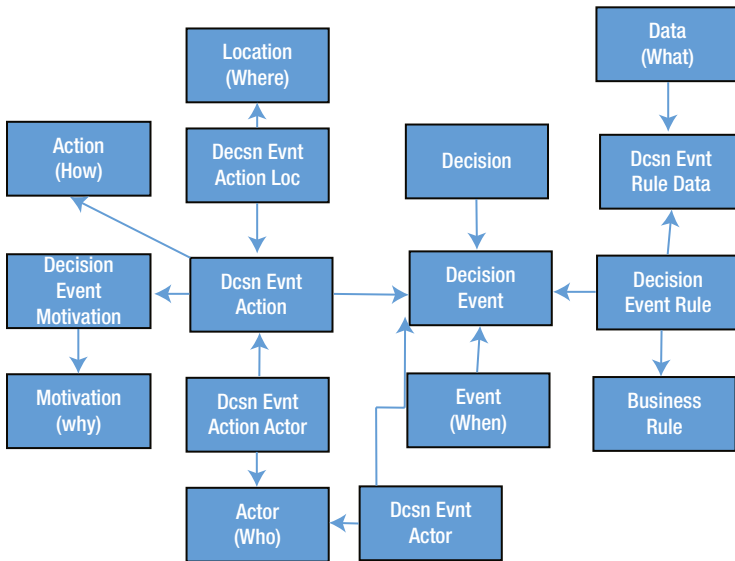 Location
(Where)
Data
(What)
Action
(How)
Decsn Evnt
Action Loc
Decision
Dcsn Evnt
Rule Data
Decision
Event
Motivation
Dcsn Evnt
Action
Decision
Event
Decision
Event Rule
Motivation
(why)
Dcsn Evnt
Action Actor
Event
(When)
Business
Rule
Actor
(Who)
Dcsn Evnt
Actor